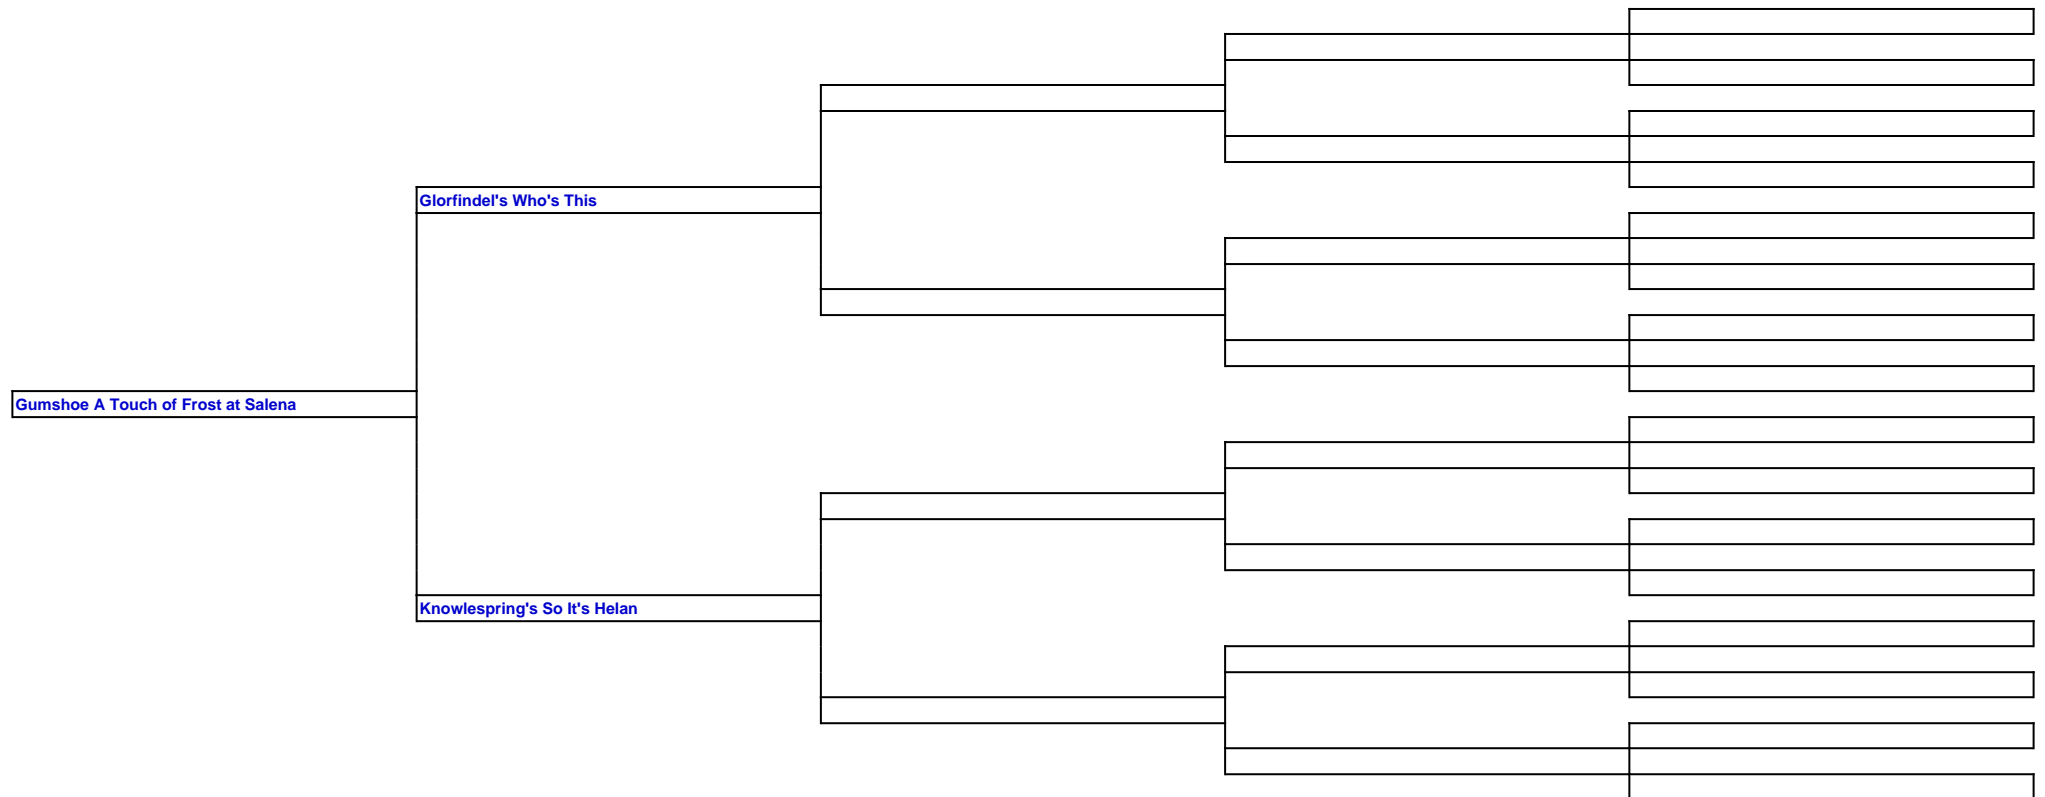 Glorfindel's Who's This
Gumshoe A Touch of Frost at Salena
Knowlespring's So It's Helan